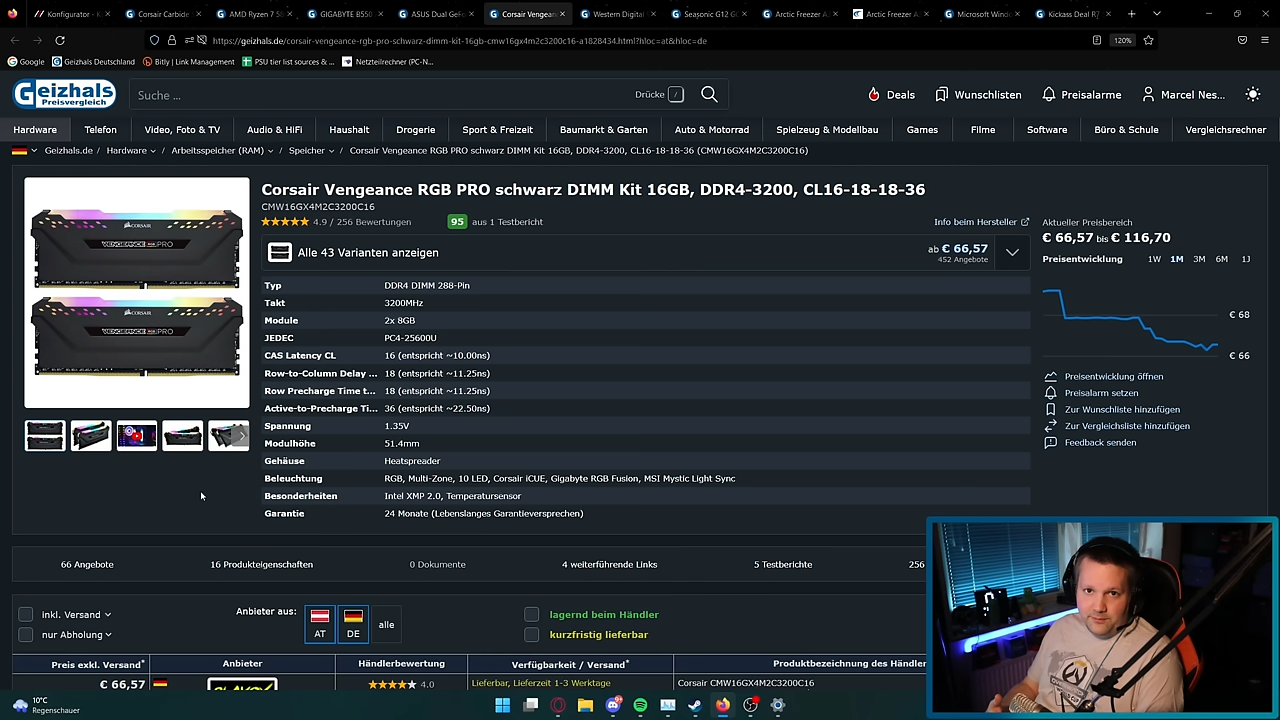 Konfigurator - K
Corsair Carbide
AMD Ryzen 7 58
GIGABYTE B550
ASUS Dual GeFo
Corsair Vengean
Western Digital
Seasonic G12 GC
Arctic Freezer A
Arctic Freezer AS
Microsoft Windo
Kickass Deal R7
https://geizhals.de/corsair-vengeance-rgb-pro-schwarz-dimm-kit-16gb-cmw16gx4m2c3200c16-a1828434.html?hloc=at&hloc=de
120%
Google
Geizhals Deutschland
Bitly | Link Management
PSU tier list sources & ...
Netzteilrechner (PC-N...
Geizhals
Preisvergleich
Suche ...
Drücke /
Deals
Wunschlisten
Preisalarme
Marcel Nes...
Hardware
Telefon
Video, Foto & TV
Audio & HiFi
Haushalt
Drogerie
Sport & Freizeit
Baumarkt & Garten
Auto & Motorrad
Spielzeug & Modellbau
Games
Filme
Software
Büro & Schule
Vergleichsrechner
Geizhals.de / Hardware / Arbeitsspeicher (RAM) / Speicher / Corsair Vengeance RGB PRO schwarz DIMM Kit 16GB, DDR4-3200, CL16-18-18-36 (CMW16GX4M2C3200C16)
CORSAIR
VENGEANCE RGB PRO
CORSAIR
VENGEANCE RGB PRO
Corsair Vengeance RGB PRO schwarz DIMM Kit 16GB, DDR4-3200, CL16-18-18-36
CMW16GX4M2C3200C16
4.9 / 256 Bewertungen
95 aus 1 Testbericht
Info beim Hersteller
Alle 43 Varianten anzeigen
ab € 66,57
452 Angebote
Typ DDR4 DIMM 288-Pin
Takt 3200MHz
Module 2x 8GB
JEDEC PC4-25600U
CAS Latency CL 16 (entspricht ~10.00ns)
Row-to-Column Delay ... 18 (entspricht ~11.25ns)
Row Precharge Time t... 18 (entspricht ~11.25ns)
Active-to-Precharge Ti... 36 (entspricht ~22.50ns)
Spannung 1.35V
Modulhöhe 51.4mm
Gehäuse Heatspreader
Beleuchtung RGB, Multi-Zone, 10 LED, Corsair iCUE, Gigabyte RGB Fusion, MSI Mystic Light Sync
Besonderheiten Intel XMP 2.0, Temperatursensor
Garantie 24 Monate (Lebenslanges Garantieversprechen)
Aktueller Preisbereich
€ 66,57 bis € 116,70
Preisentwicklung 1W 1M 3M 6M 1J
€ 68
€ 66
Preisentwicklung öffnen
Preisalarm setzen
Zur Wunschliste hinzufügen
Zur Vergleichsliste hinzufügen
Feedback senden
66 Angebote
16 Produkteigenschaften
0 Dokumente
4 weiterführende Links
5 Testberichte
256
inkl. Versand
nur Abholung
Anbieter aus:
AT
DE
alle
lagernd beim Händler
kurzfristig lieferbar
Preis exkl. Versand*
Anbieter
Händlerbewertung
Verfügbarkeit / Versand*
Produktbezeichnung des Händler
€ 66,57
4.0
Lieferbar, Lieferzeit 1-3 Werktage
Corsair CMW16GX4M2C3200C16
10°C
Regenschauer